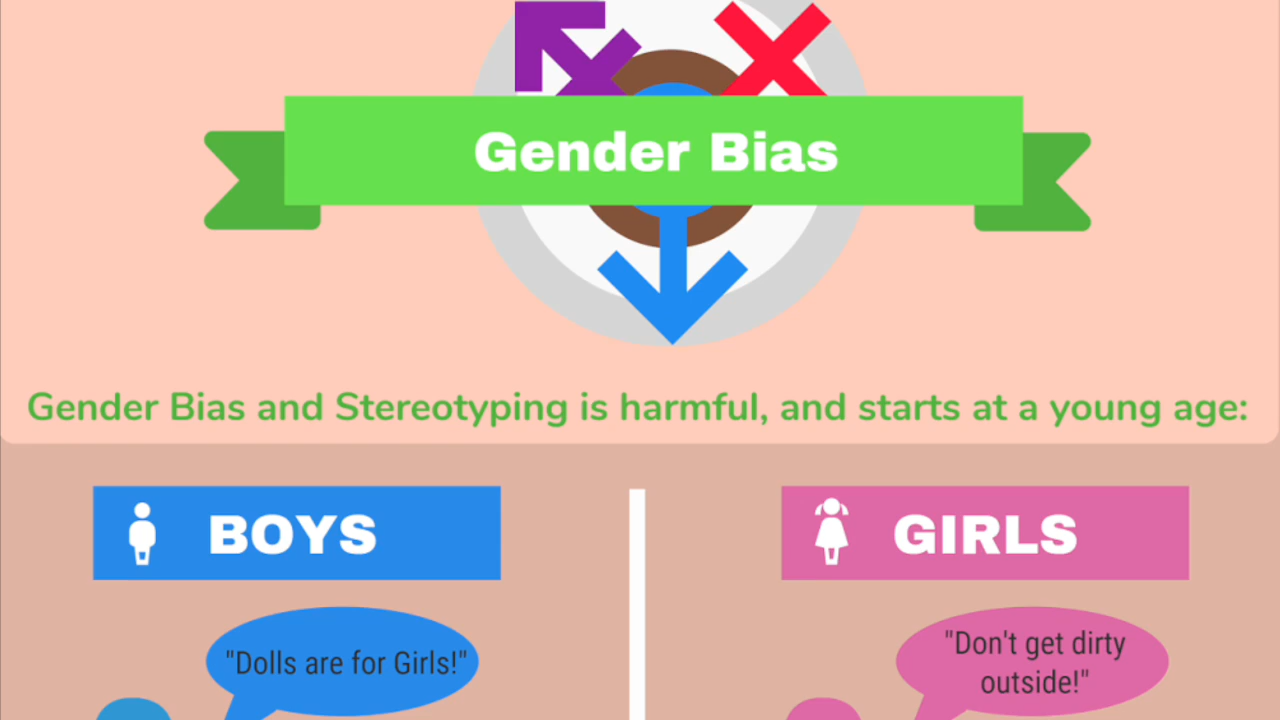 Gender Bias
Gender Bias and Stereotyping is harmful, and starts at a young age:
BOYS
GIRLS
"Dolls are for Girls!"
"Don't get dirty
outside!"